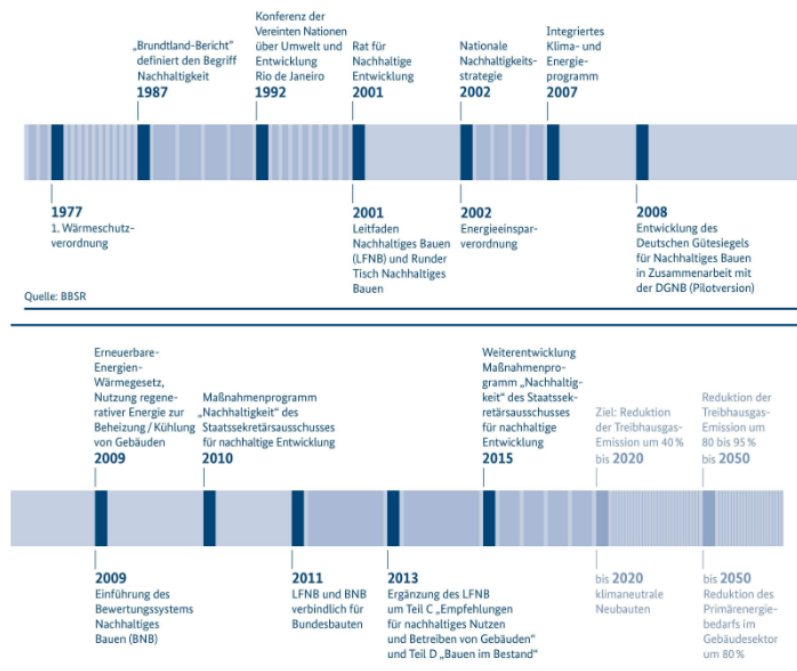 „Brundtland-Bericht“
definiert den Begriff
Nachhaltigkeit
1987
Konferenz der
Vereinten Nationen
über Umwelt und
Entwicklung
Rio de Janeiro
1992
Rat für
Nachhaltige
Entwicklung
2001
Nationale
Nachhaltigkeits-
strategie
2002
Integriertes
Klima- und
Energie-
programm
2007
1977
1. Wärmeschutz-
verordnung
2001
Leitfaden
Nachhaltiges Bauen
(LFNB) und Runder
Tisch Nachhaltiges
Bauen
2002
Energieeinspar-
verordnung
2008
Entwicklung des
Deutschen Gütesiegels
für Nachhaltiges Bauen
in Zusammenarbeit mit
der DGNB (Pilotversion)
Quelle: BBSR
Erneuerbare-
Energien-
Wärmegesetz,
Nutzung regene-
rativer Energie zur
Beheizung / Kühlung
von Gebäuden
2009
Maßnahmenprogramm
„Nachhaltigkeit“ des
Staatssekretärsausschusses
für nachhaltige Entwicklung
2010
Weiterentwicklung
Maßnahmenpro-
gramm „Nachhaltig-
keit“ des Staatssek-
retärsausschusses
für nachhaltige
Entwicklung
2015
Ziel: Reduktion
der Treibhausgas-
Emission um 40 %
bis 2020
Reduktion der
Treibhausgas-
Emission um
80 bis 95 %
bis 2050
2009
Einführung des
Bewertungssystems
Nachhaltiges
Bauen (BNB)
2011
LFNB und BNB
verbindlich für
Bundesbauten
2013
Ergänzung des LFNB
um Teil C „Empfehlungen
für nachhaltiges Nutzen
und Betreiben von Gebäuden“
und Teil D „Bauen im Bestand“
bis 2020
klimaneutrale
Neubauten
bis 2050
Reduktion des
Primärenergie-
bedarfs im
Gebäudesektor
um 80 %